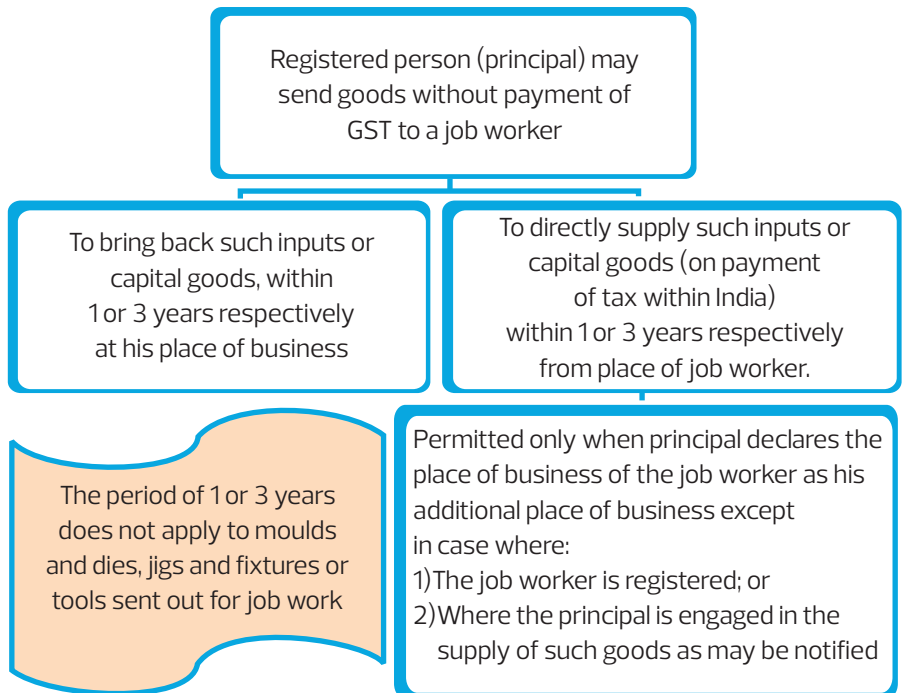 Registered person (principal) may
send goods without payment of
GST to a job worker
To bring back such inputs or
capital goods, within
1 or 3 years respectively
at his place of business
To directly supply such inputs or
capital goods (on payment
of tax within India)
within 1 or 3 years respectively
from place of job worker.
The period of 1 or 3 years
does not apply to moulds
and dies, jigs and fixtures or
tools sent out for job work
Permitted only when principal declares the
place of business of the job worker as his
additional place of business except
in case where:
1)The job worker is registered; or
2)Where the principal is engaged in the
supply of such goods as may be notified